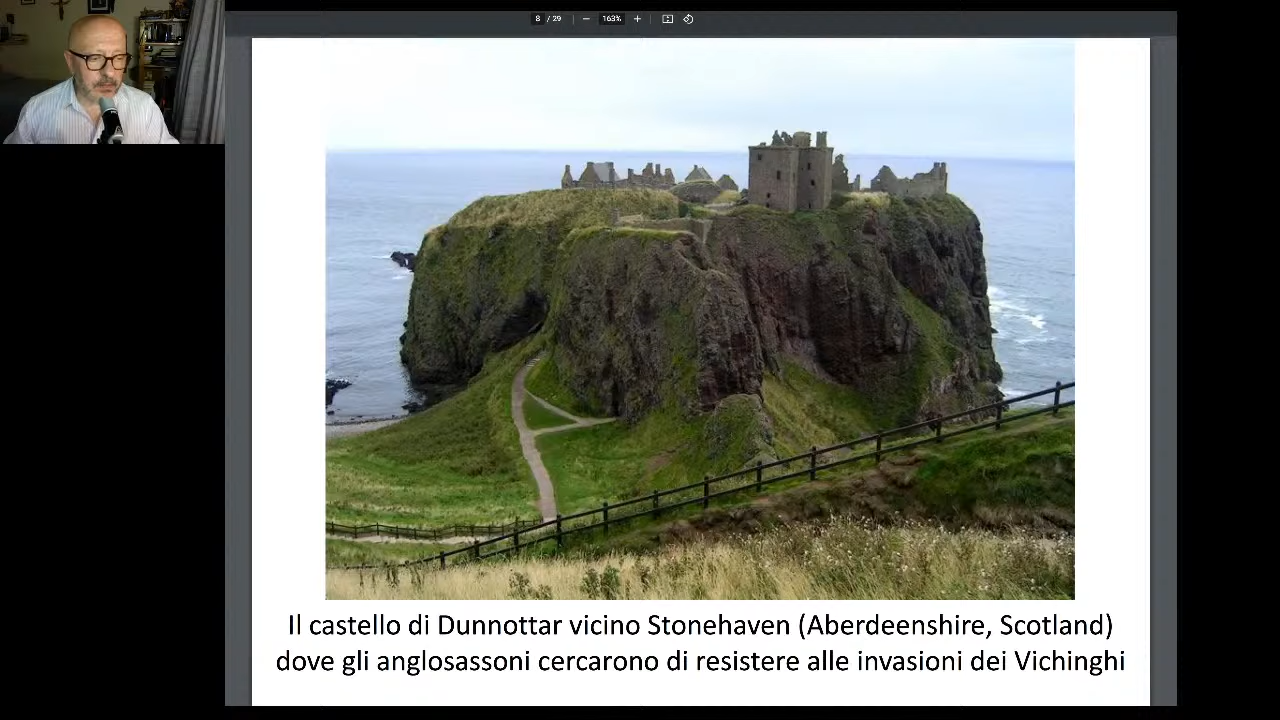 8 / 29 − 163% +
Il castello di Dunnottar vicino Stonehaven (Aberdeenshire, Scotland)
dove gli anglosassoni cercarono di resistere alle invasioni dei Vichinghi